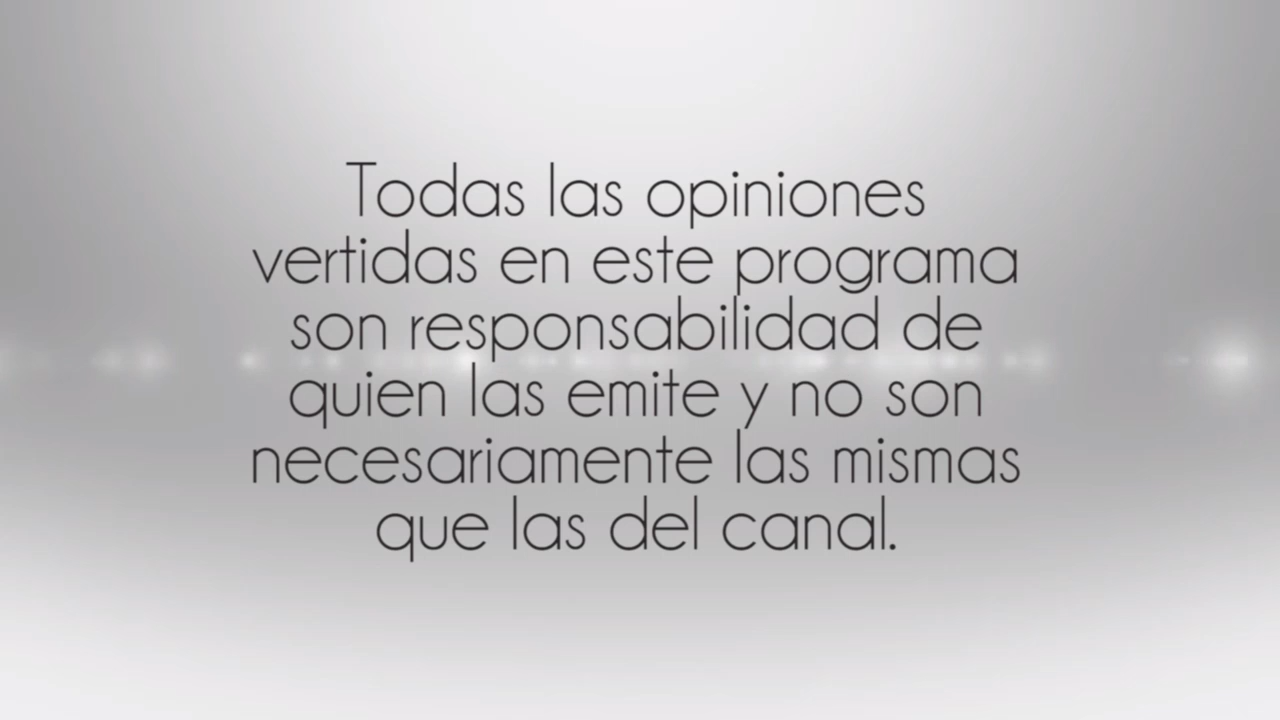 Todas las opiniones
vertidas en este programa
son responsabilidad de
quien las emite y no son
necesariamente las mismas
que las del canal.